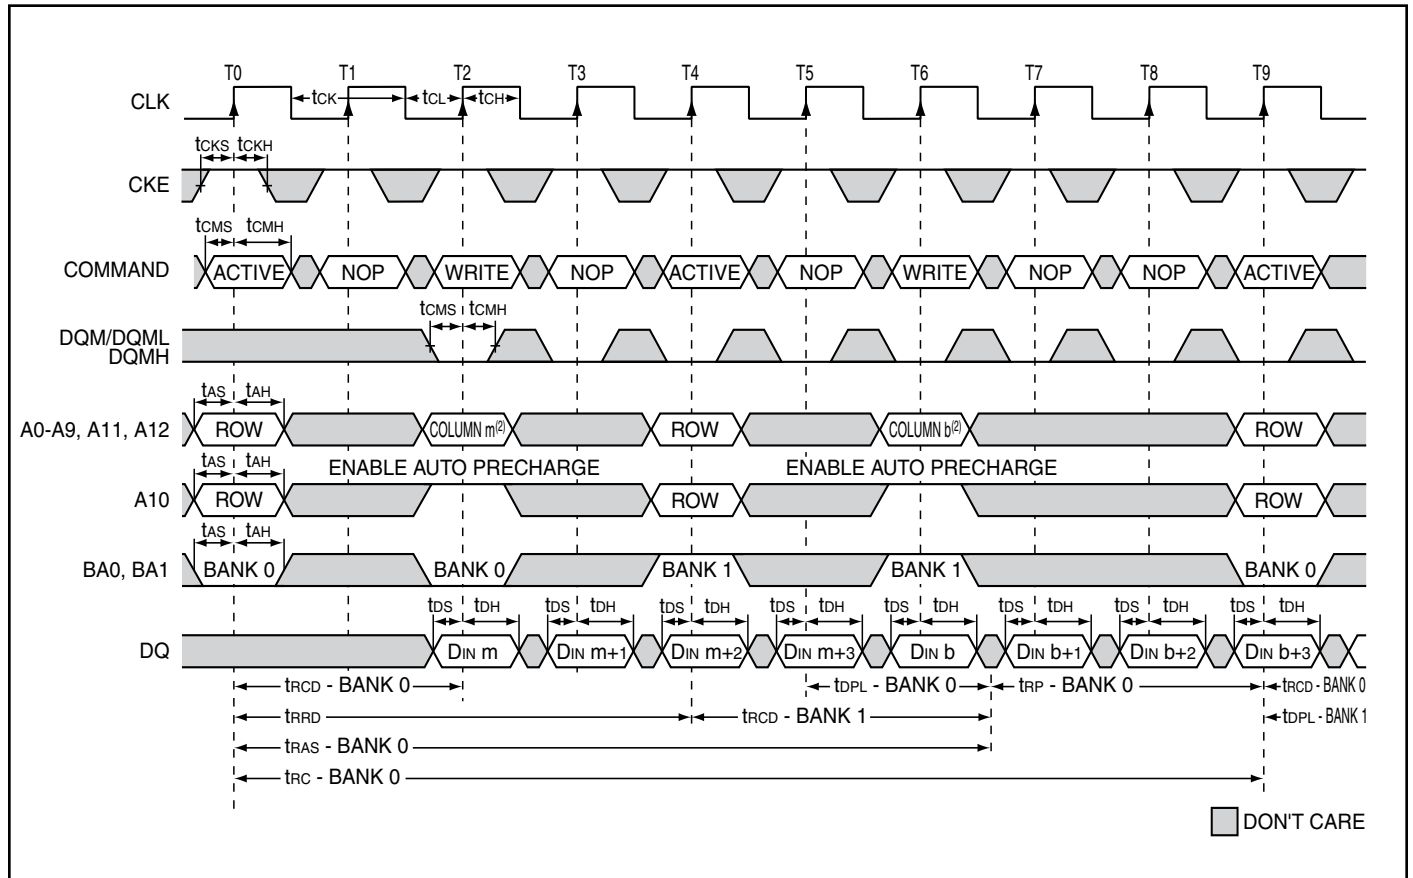 T0 T1 T2 T3 T4 T5 T6 T7 T8 T9
CLK tCK tCL tCH
tCKS tCKH
CKE
tCMS tCMH
COMMAND ACTIVE NOP WRITE NOP ACTIVE NOP WRITE NOP NOP ACTIVE
tCMS tCMH
DQM/DQML
DQMH
tAS tAH
A0-A9, A11, A12 ROW COLUMN m(2) ROW COLUMN b(2) ROW
tAS tAH ENABLE AUTO PRECHARGE ENABLE AUTO PRECHARGE
A10 ROW ROW ROW
tAS tAH
BA0, BA1 BANK 0 BANK 0 BANK 1 BANK 1 BANK 0
tDS tDH tDS tDH tDS tDH tDS tDH tDS tDH tDS tDH tDS tDH tDS tDH
DQ DIN m DIN m+1 DIN m+2 DIN m+3 DIN b DIN b+1 DIN b+2 DIN b+3
tRCD - BANK 0 tDPL - BANK 0 tRP - BANK 0 tRCD - BANK 0
tRRD tRCD - BANK 1 tDPL - BANK 1
tRAS - BANK 0
tRC - BANK 0
DON'T CARE